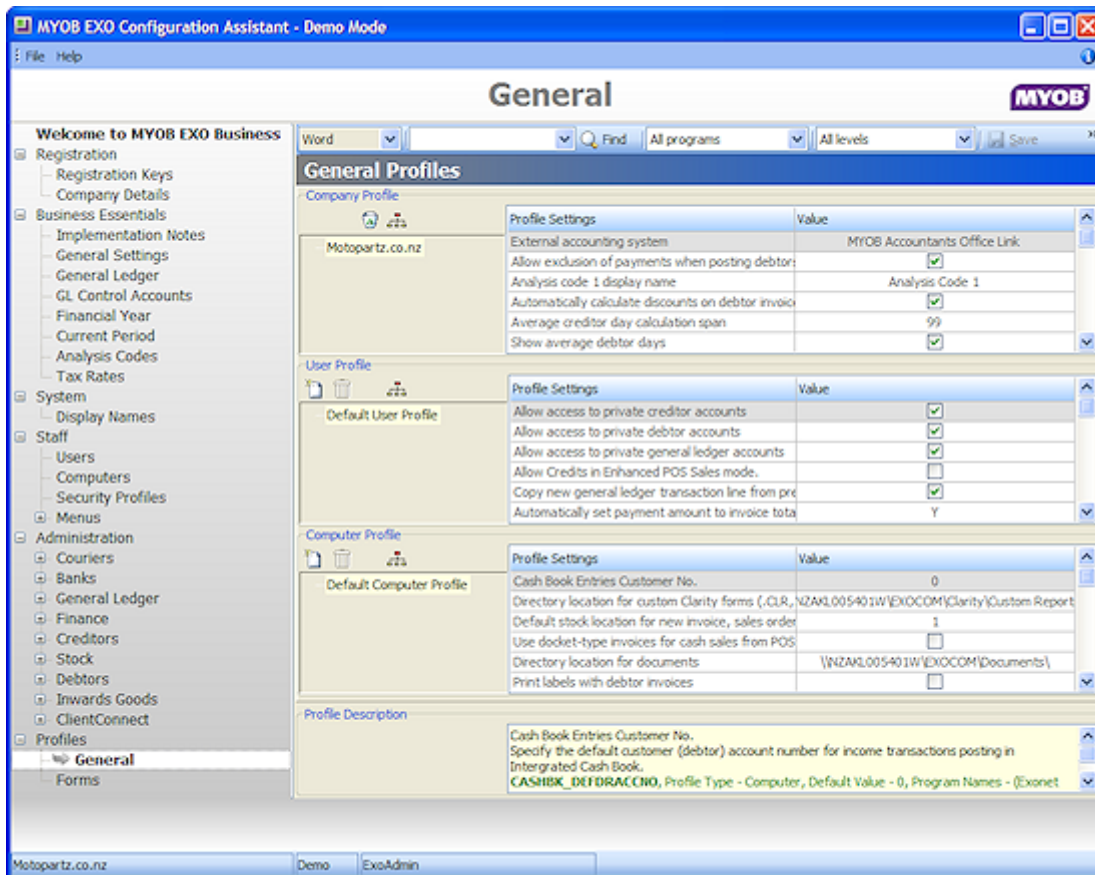 MYOB EXO Configuration Assistant - Demo Mode
File Help
General
MYOB
Welcome to MYOB EXO Business
Registration
Registration Keys
Company Details
Business Essentials
Implementation Notes
General Settings
General Ledger
GL Control Accounts
Financial Year
Current Period
Analysis Codes
Tax Rates
System
Display Names
Staff
Users
Computers
Security Profiles
Menus
Administration
Couriers
Banks
General Ledger
Finance
Creditors
Stock
Debtors
Inwards Goods
ClientConnect
Profiles
General
Forms
Word Find All programs All levels Save
General Profiles
Company Profile
Motopartz.co.nz
Profile Settings Value
External accounting system MYOB Accountants Office Link
Allow exclusion of payments when posting debtor
Analysis code 1 display name Analysis Code 1
Automatically calculate discounts on debtor invoic
Average creditor day calculation span 99
Show average debtor days
User Profile
Default User Profile
Profile Settings Value
Allow access to private creditor accounts
Allow access to private debtor accounts
Allow access to private general ledger accounts
Allow Credits in Enhanced POS Sales mode.
Copy new general ledger transaction line from pre
Automatically set payment amount to invoice tota Y
Computer Profile
Default Computer Profile
Profile Settings Value
Cash Book Entries Customer No. 0
Directory location for custom Clarity forms (.CLR, NZAKL005401W\EXOCOM\Clarity\Custom Report
Default stock location for new invoice, sales order 1
Use docket-type invoices for cash sales from POS
Directory location for documents \\NZAKL005401W\EXOCOM\Documents\
Print labels with debtor invoices
Profile Description
Cash Book Entries Customer No.
Specify the default customer (debtor) account number for income transactions posting in
Intergrated Cash Book.
CASHBK_DEFDRACCNO, Profile Type - Computer, Default Value - 0, Program Names - (Exonet
Motopartz.co.nz Demo ExoAdmin